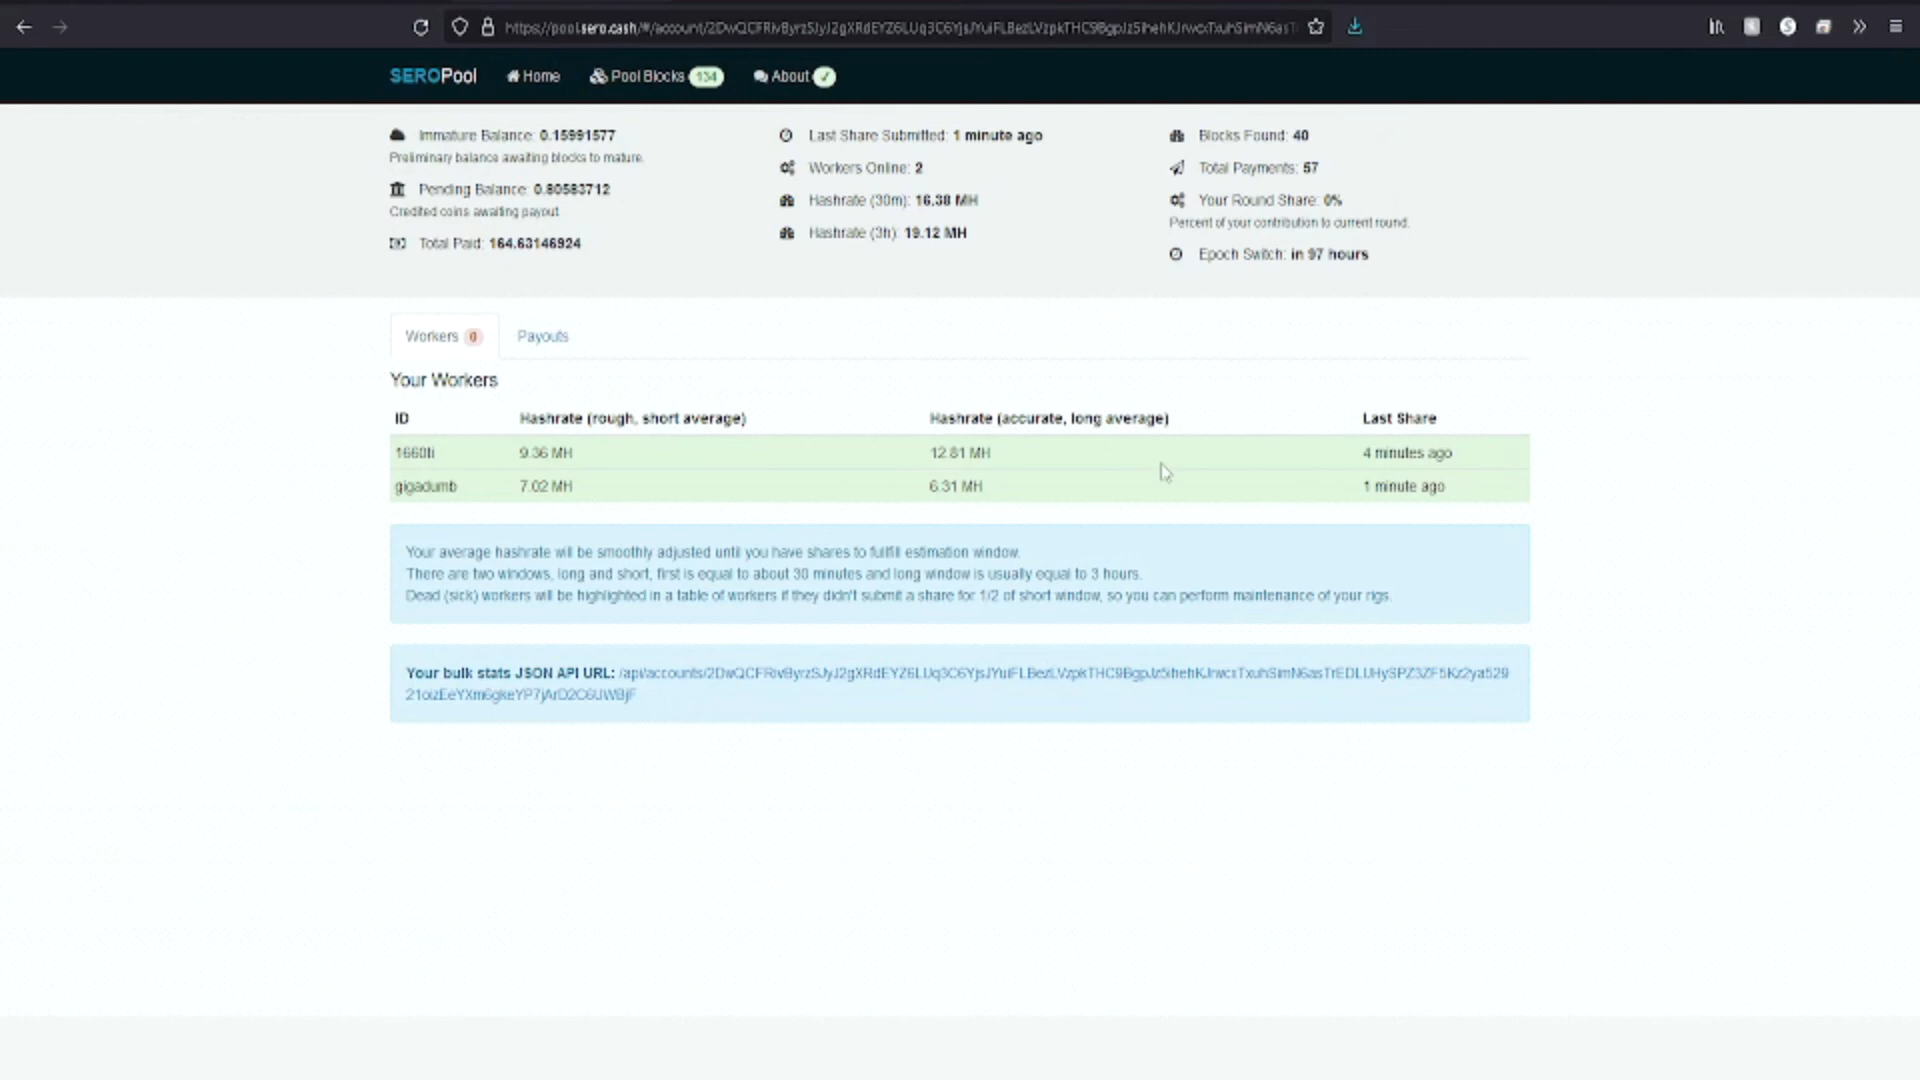 SEROPool Home Pool Blocks 134 About
Immature Balance: 0.15991577
Preliminary balance awaiting blocks to mature.
Pending Balance: 0.80583712
Credited coins awaiting payout
Total Paid: 164.63146924
Last Share Submitted: 1 minute ago
Workers Online: 2
Hashrate (30m): 16.38 MH
Hashrate (3h): 19.12 MH
Blocks Found: 40
Total Payments: 57
Your Round Share: 0%
Percent of your contribution to current round.
Epoch Switch: in 97 hours
Workers 0 Payouts
Your Workers
ID Hashrate (rough, short average) Hashrate (accurate, long average) Last Share
1660ti 9.36 MH 12.81 MH 4 minutes ago
gigadumb 7.02 MH 6.31 MH 1 minute ago
Your average hashrate will be smoothly adjusted until you have shares to fullfill estimation window.
There are two windows, long and short, first is equal to about 30 minutes and long window is usually equal to 3 hours.
Dead (sick) workers will be highlighted in a table of workers if they didn't submit a share for 1/2 of short window, so you can perform maintenance of your rigs.
Your bulk stats JSON API URL: